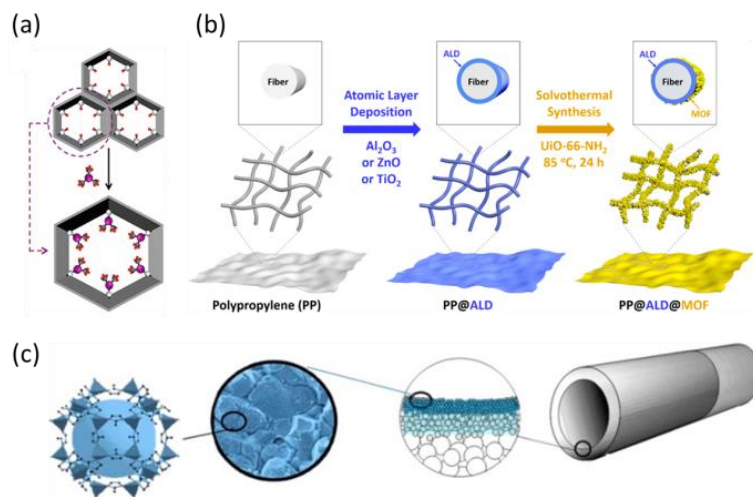 (a)
(b)
Fiber
Atomic Layer
Deposition
Al₂O₃
or ZnO
or TiO₂
ALD
Fiber
Solvothermal
Synthesis
UiO-66-NH₂
85 °C, 24 h
ALD
Fiber
MOF
Polypropylene (PP)
PP@ALD
PP@ALD@MOF
(c)